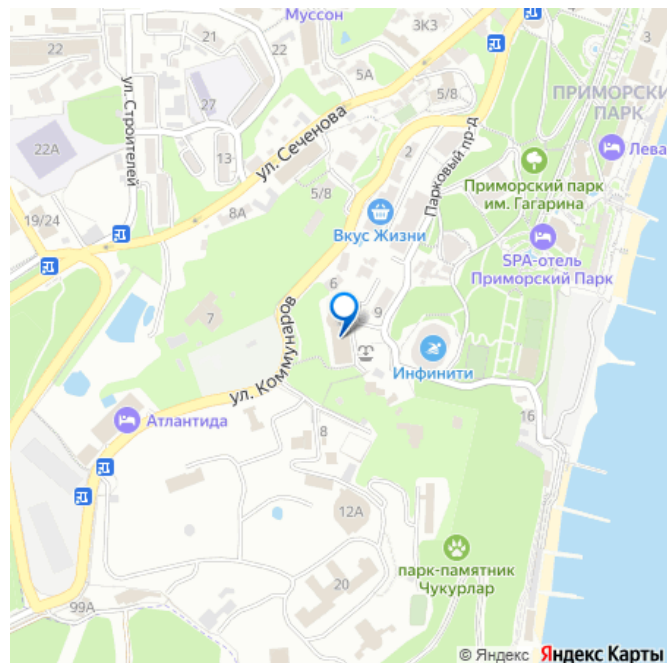 Муссон
21
22
3К3
3
22
ул. Строителей
5А
27
5/8
ПРИМОРСКИ
ПАРК
ул. Сеченова
22А
2
Парковый пр-д
Лева
13
Приморский парк
им. Гагарина
5/8
19/24
8А
Вкус Жизни
SPA-отель
Приморский Парк
6
7
9
ул. Коммунаров
Инфинити
Атлантида
16
8
12А
парк-памятник
Чукурлар
20
99А
© Яндекс Яндекс Карты